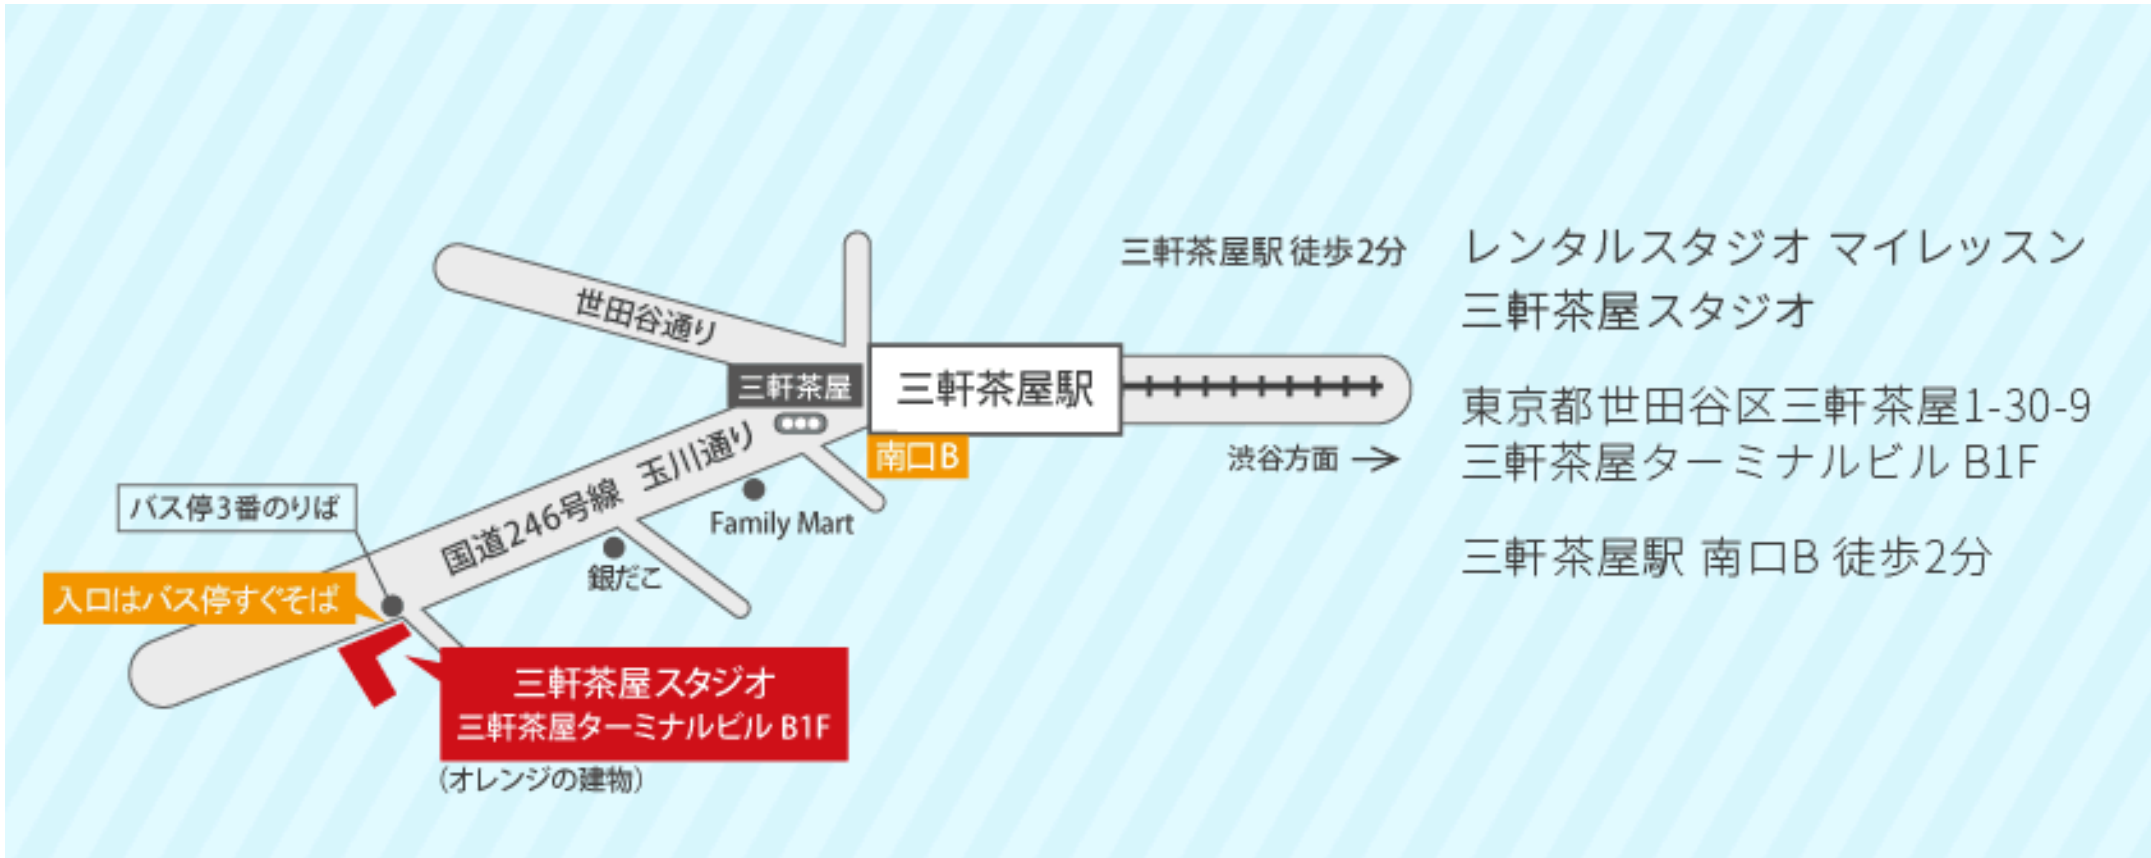 三軒茶屋駅 徒歩2分
レンタルスタジオ マイレッスン
三軒茶屋スタジオ
東京都世田谷区三軒茶屋1-30-9
三軒茶屋ターミナルビル B1F
三軒茶屋駅 南口B 徒歩2分
世田谷通り
三軒茶屋
三軒茶屋駅
南口B
渋谷方面
国道246号線 玉川通り
Family Mart
銀だこ
バス停3番のりば
入口はバス停すぐそば
三軒茶屋スタジオ
三軒茶屋ターミナルビル B1F
(オレンジの建物)